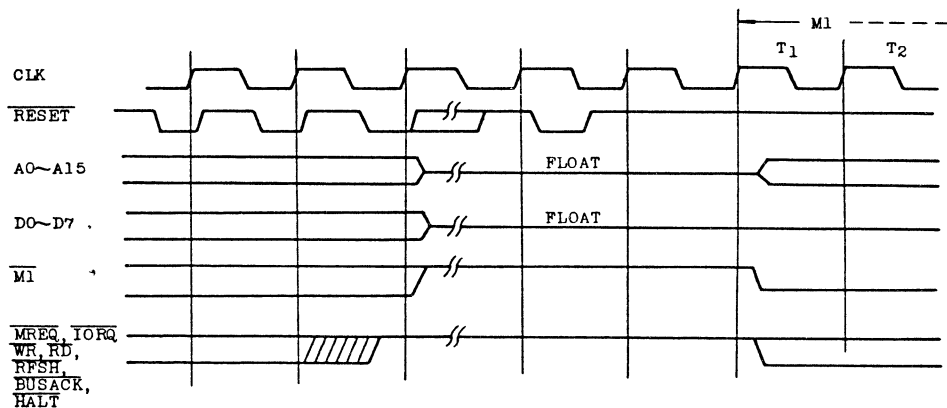 M1
T1 T2
CLK
RESET
A0~A15 FLOAT
D0~D7 FLOAT
M1
MREQ, IORQ
WR, RD,
RFSH,
BUSACK,
HALT